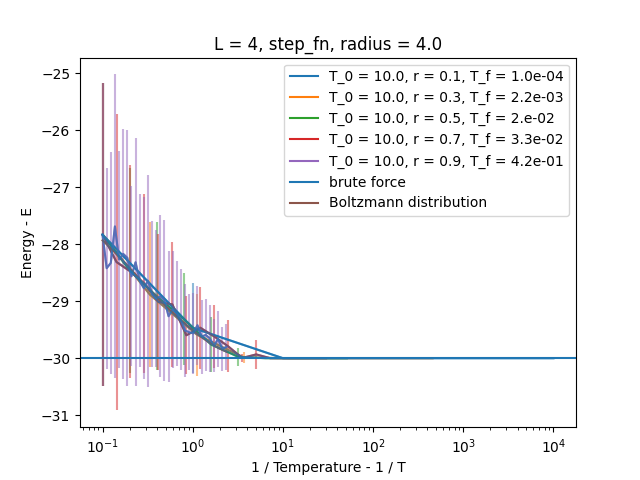 L = 4, step_fn, radius = 4.0
T_0 = 10.0, r = 0.1, T_f = 1.0e-04
T_0 = 10.0, r = 0.3, T_f = 2.2e-03
T_0 = 10.0, r = 0.5, T_f = 2.e-02
T_0 = 10.0, r = 0.7, T_f = 3.3e-02
T_0 = 10.0, r = 0.9, T_f = 4.2e-01
brute force
Boltzmann distribution
Energy - E
−25
−26
−27
−28
−29
−30
−31
10⁻¹ 10⁰ 10¹ 10² 10³ 10⁴
1 / Temperature - 1 / T